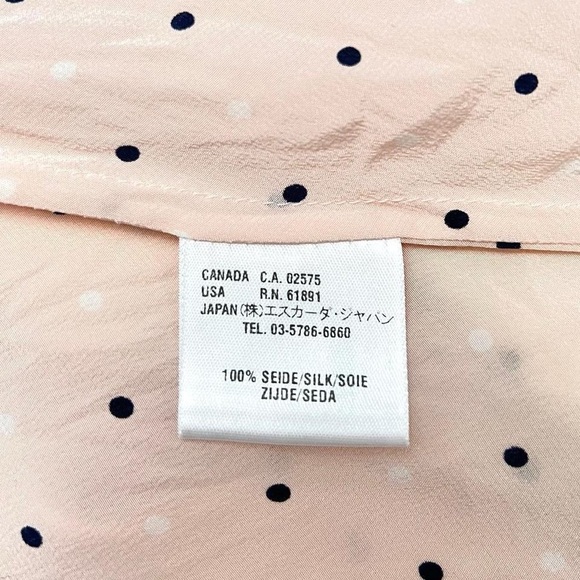 CANADA C.A. 02575
USA R.N. 61891
JAPAN(株)エスカーダ・ジャパン
TEL. 03-5786-6860
100% SEIDE/SILK/SOIE
ZIJDE/SEDA